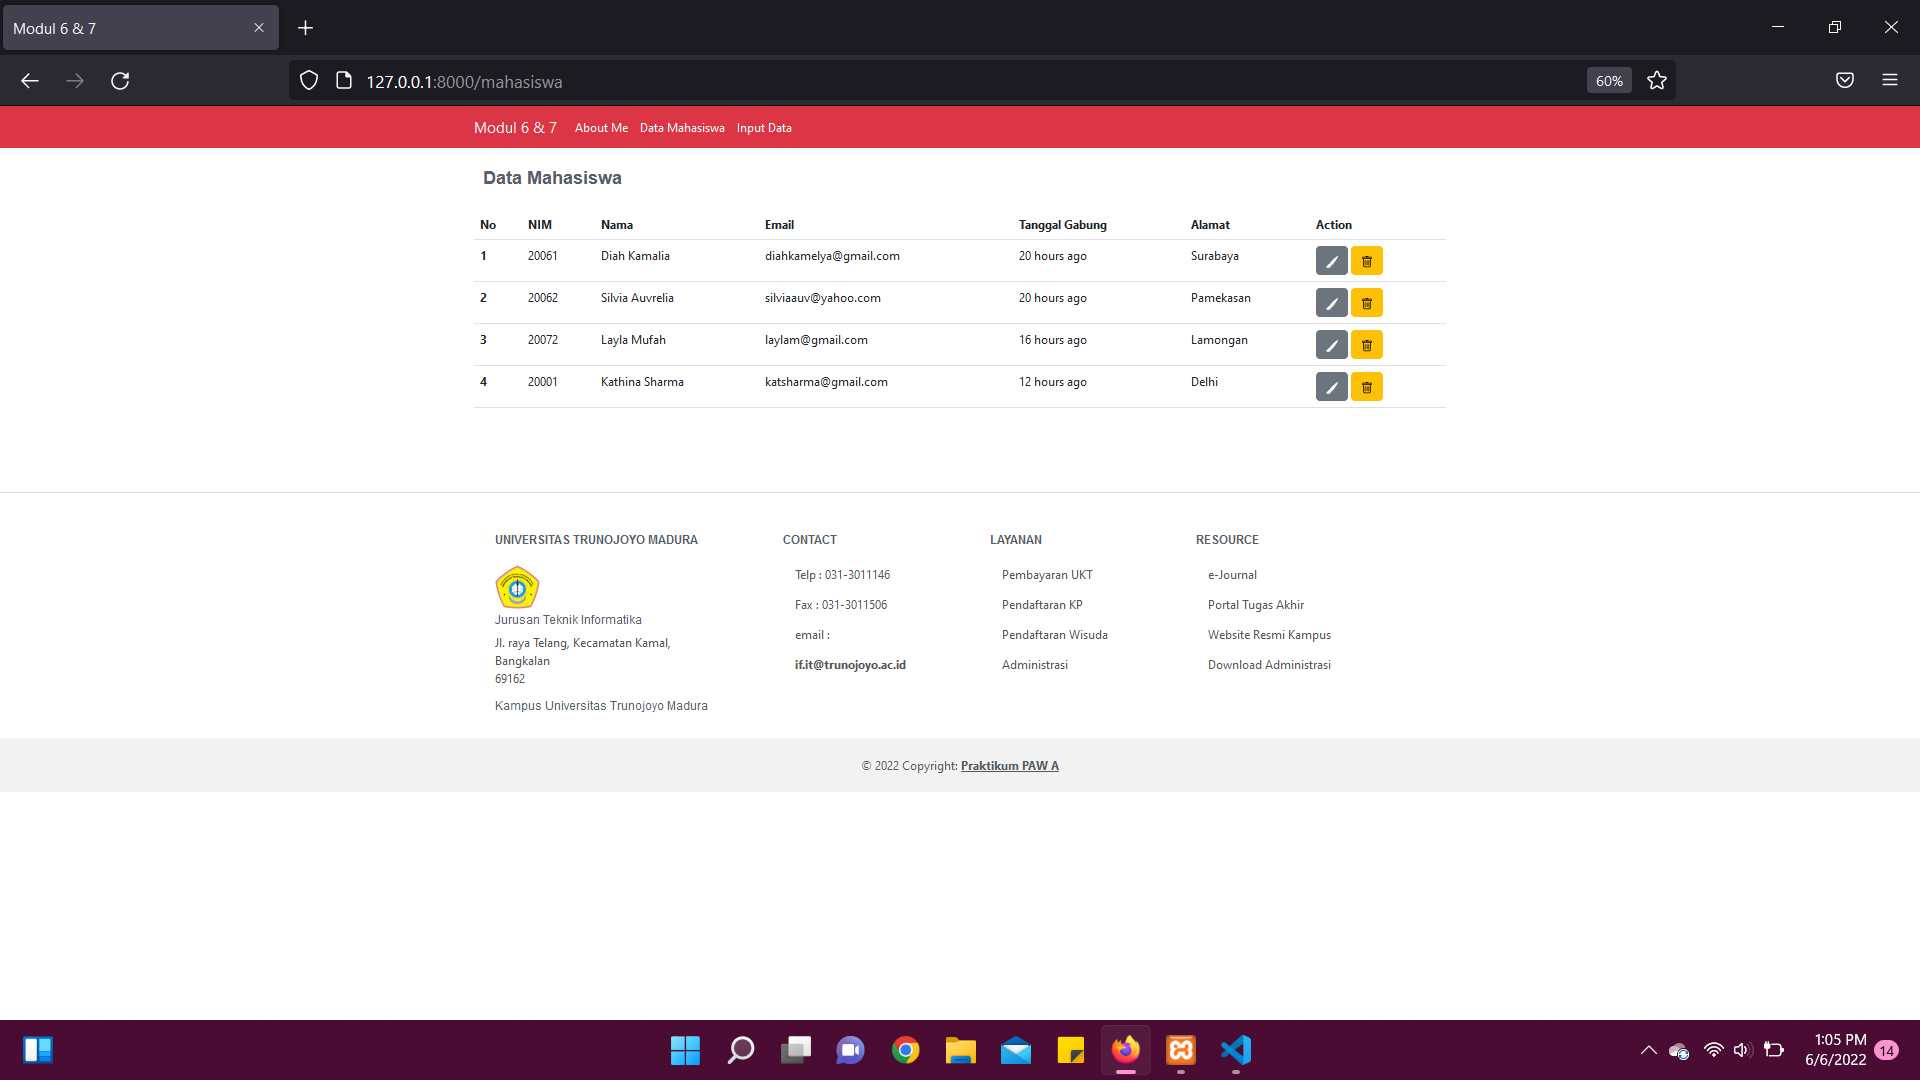 Modul 6 & 7
127.0.0.1:8000/mahasiswa
60%
Modul 6 & 7 About Me Data Mahasiswa Input Data
Data Mahasiswa
No NIM Nama Email Tanggal Gabung Alamat Action
1 20061 Diah Kamalia diahkamelya@gmail.com 20 hours ago Surabaya
2 20062 Silvia Auvrelia silviaauv@yahoo.com 20 hours ago Pamekasan
3 20072 Layla Mufah laylam@gmail.com 16 hours ago Lamongan
4 20001 Kathina Sharma katsharma@gmail.com 12 hours ago Delhi
UNIVERSITAS TRUNOJOYO MADURA
Jurusan Teknik Informatika
Jl. raya Telang, Kecamatan Kamal,
Bangkalan
69162
Kampus Universitas Trunojoyo Madura
CONTACT
Telp : 031-3011146
Fax : 031-3011506
email :
if.it@trunojoyo.ac.id
LAYANAN
Pembayaran UKT
Pendaftaran KP
Pendaftaran Wisuda
Administrasi
RESOURCE
e-Journal
Portal Tugas Akhir
Website Resmi Kampus
Download Administrasi
© 2022 Copyright: Praktikum PAW A
1:05 PM
6/6/2022
14